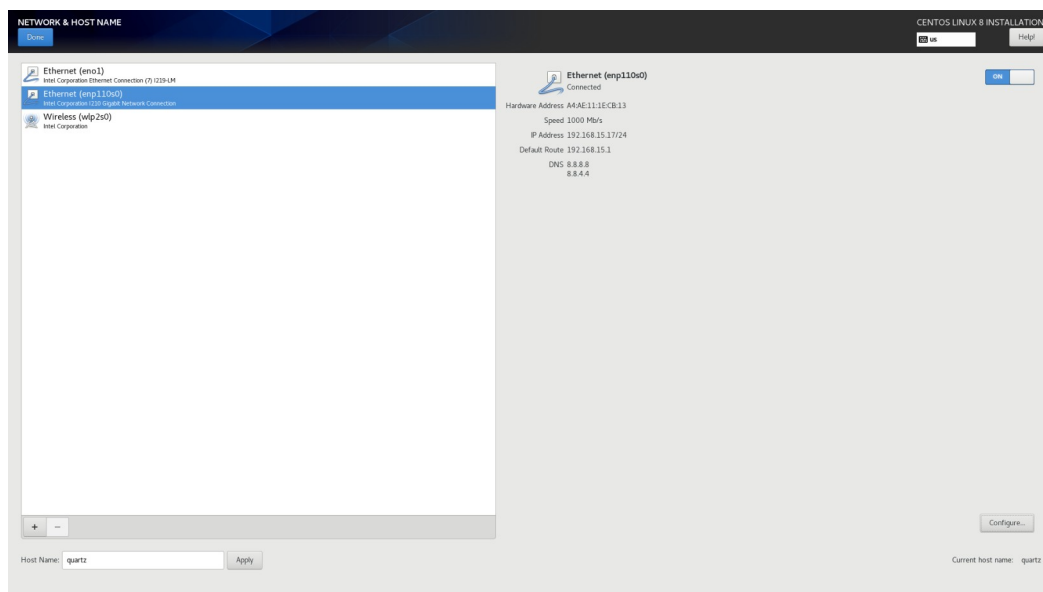 NETWORK & HOST NAME
CENTOS LINUX 8 INSTALLATION
Done
us
Help!
Ethernet (eno1)
Intel Corporation Ethernet Connection (7) I219-LM
Ethernet (enp110s0)
Intel Corporation I210 Gigabit Network Connection
Wireless (wlp2s0)
Intel Corporation
Ethernet (enp110s0)
Connected
ON
Hardware Address A4:AE:11:1E:CB:13
Speed 1000 Mb/s
IP Address 192.168.15.17/24
Default Route 192.168.15.1
DNS 8.8.8.8
8.8.4.4
+ −
Configure...
Host Name: quartz Apply
Current host name: quartz